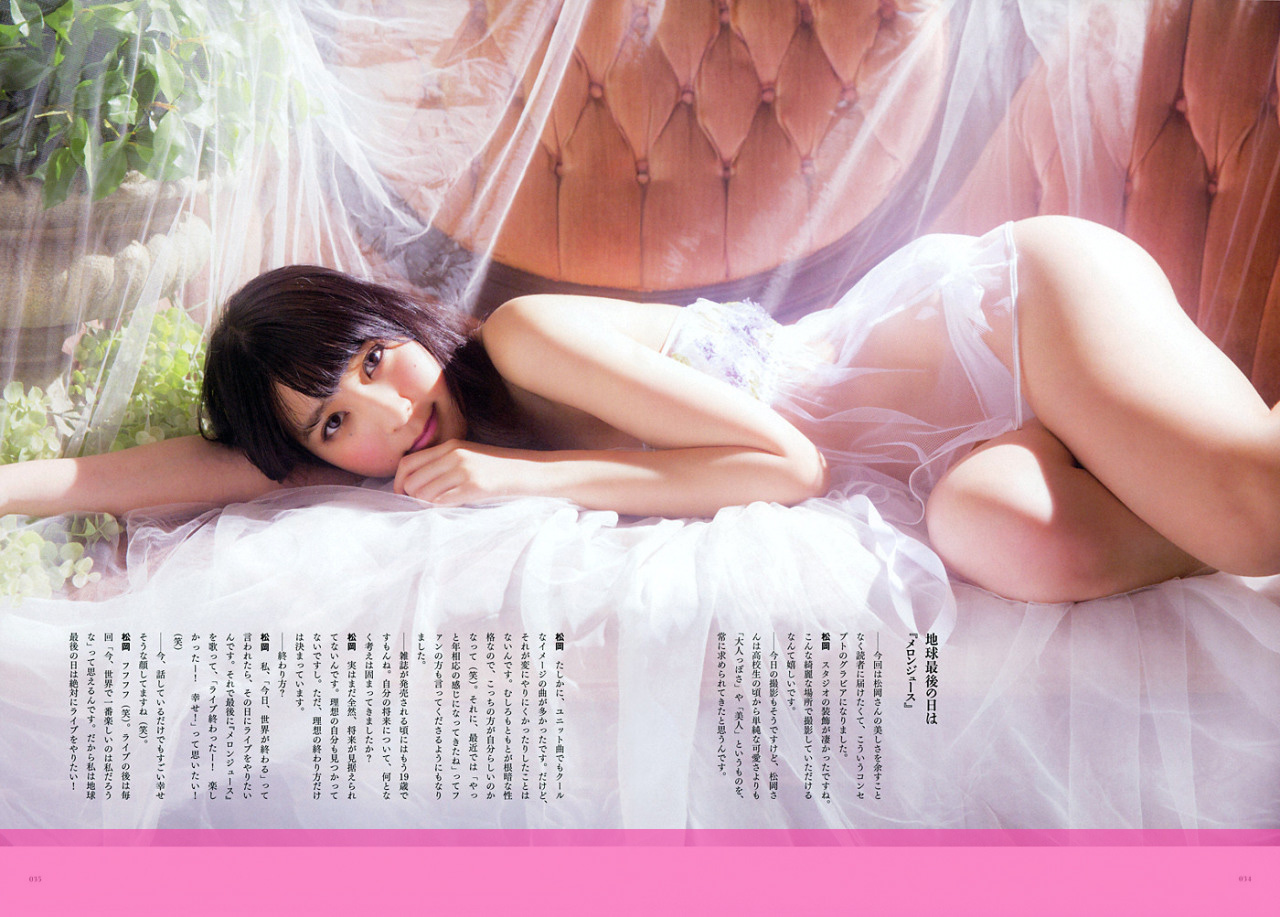 地球最後の日は
『メロンジュース』
――今回は松岡さんの美しさを余すこと
なく読者に届けたくて、こういうコンセ
プトのグラビアになりました。
松岡　スタジオの装飾が凄かったですね。
こんな綺麗な場所で撮影していただける
なんて嬉しいです。
――今日の撮影もそうですけど、松岡さ
んは高校生の頃から単純な可愛さよりも
「大人っぽさ」や「美人」というものを、
常に求められてきたと思うんです。
松岡　たしかに、ユニット曲でもクール
なイメージの曲が多かったです。だけど、
それが変にやりにくかったりしたことは
ないんです。むしろもともとが根暗な性
格なので、こっちの方が自分らしいのか
なって（笑）。それに、最近では「やっ
と年相応の感じになってきたね」ってフ
ァンの方も言ってくださるようにもなり
ました。
――雑誌が発売される頃にはもう19歳で
すもんね。自分の将来について、何とな
く考えは固まってきましたか？
松岡　実はまだ全然、将来が見据えられ
てないんです。理想の自分も見つかって
ないですし。ただ、理想の終わり方だけ
は決まっています。
――終わり方？
松岡　私、「今日、世界が終わる」って
言われたら、その日にライブをやりたい
んです。それで最後に『メロンジュース』
を歌って、「ライブ終わったー！　楽し
かったー！　幸せ！」って思いたい！
（笑）
――今、話しているだけでもすごい幸せ
そうな顔してますね（笑）。
松岡　フフフフ（笑）。ライブの後は毎
回「今、世界で一番楽しいのは私だろう
な」って思えるんです。だから私は地球
最後の日は絶対にライブをやりたい！
035
034